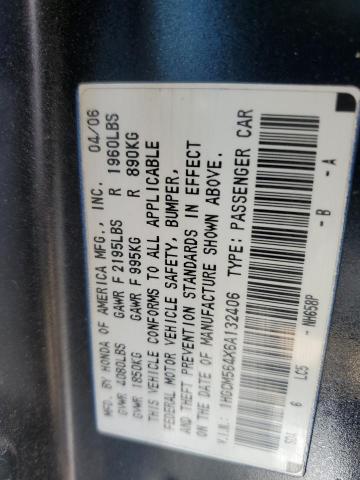 MFD. BY HONDA OF AMERICA MFG., INC. 04/06
GVWR 4080LBS GAWR F 2195LBS R 1960LBS
GVWR 1850KG GAWR F 995KG R 890KG
THIS VEHICLE CONFORMS TO ALL APPLICABLE
FEDERAL MOTOR VEHICLE SAFETY, BUMPER,
AND THEFT PREVENTION STANDARDS IN EFFECT
ON THE DATE OF MANUFACTURE SHOWN ABOVE.
V.I.N.: 1HGCM564X6A132406 TYPE: PASSENGER CAR
SDA 6 LC5 NH658P - B - A